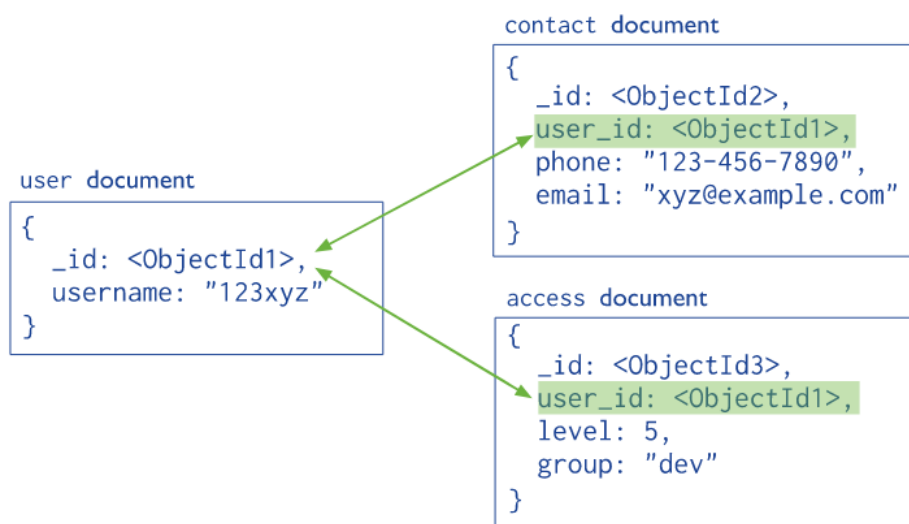 user document
{
_id: <ObjectId1>,
username: "123xyz"
}
contact document
{
_id: <ObjectId2>,
user_id: <ObjectId1>,
phone: "123-456-7890",
email: "xyz@example.com"
}
access document
{
_id: <ObjectId3>,
user_id: <ObjectId1>,
level: 5,
group: "dev"
}